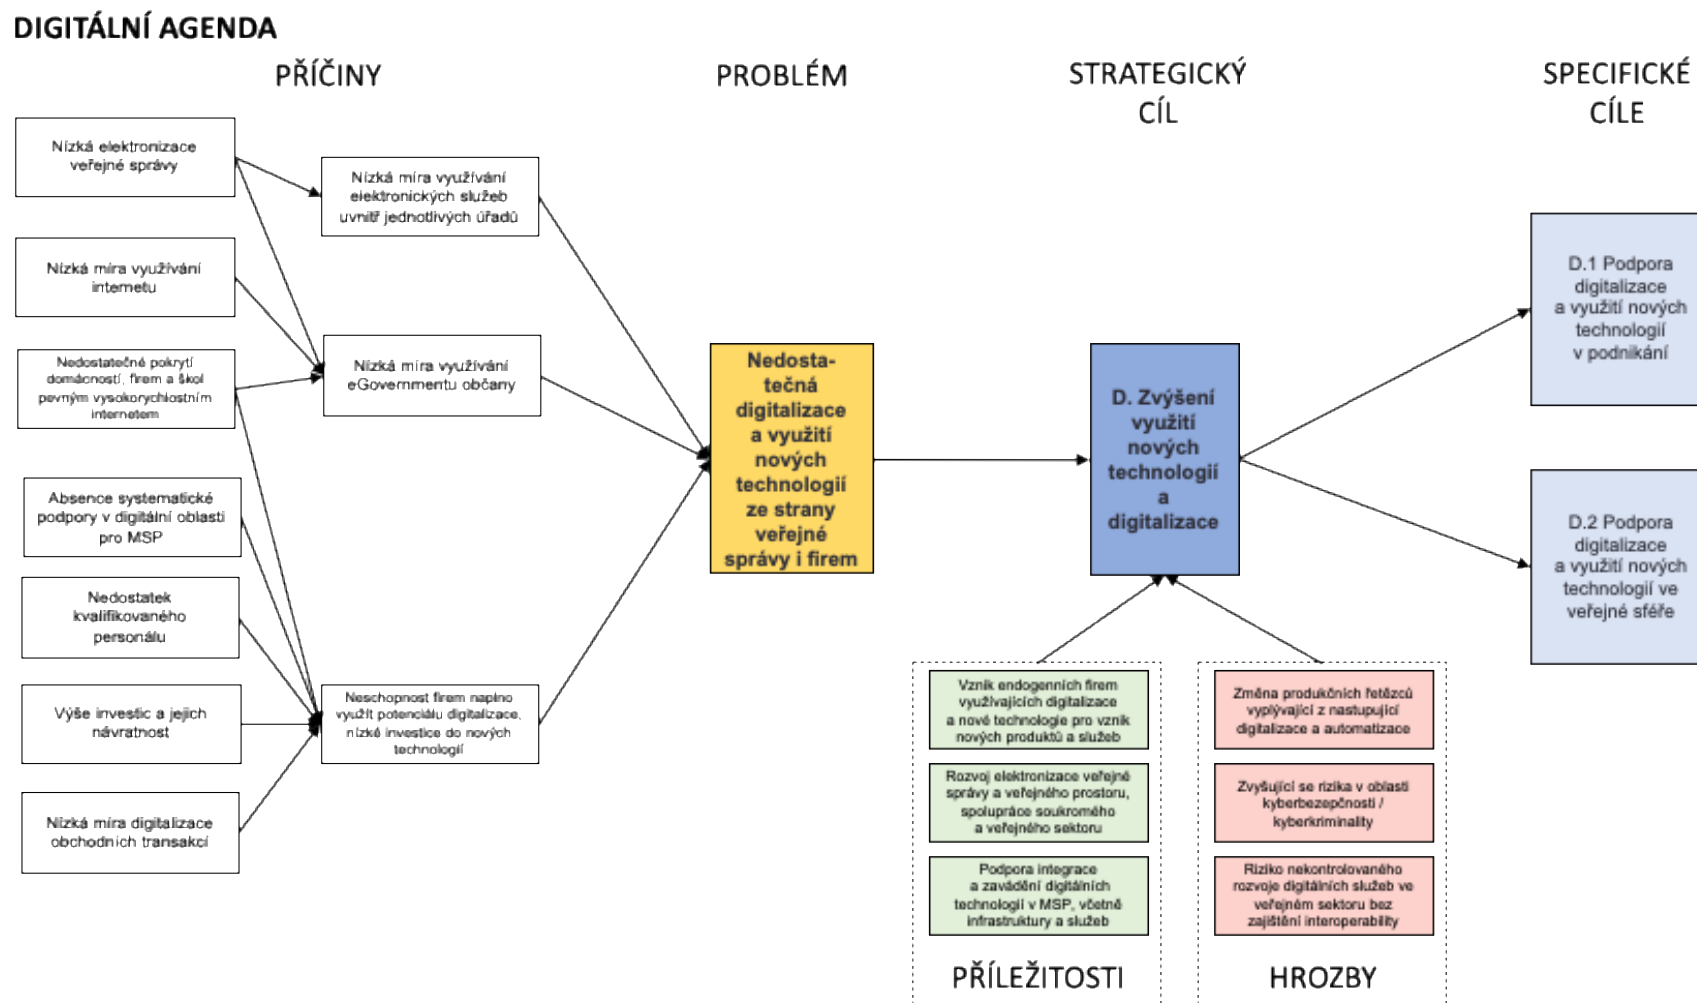 DIGITÁLNÍ AGENDA
PŘÍČINY
PROBLÉM
STRATEGICKÝ
CÍL
SPECIFICKÉ
CÍLE
Nízká elektronizace
veřejné správy
Nízká míra využívání
internetu
Nedostatečné pokrytí
domácností, firem a škol
pevným vysokorychlostním
internetem
Absence systematické
podpory v digitální oblasti
pro MSP
Nedostatek
kvalifikovaného
personálu
Výše investic a jejich
návratnost
Nízká míra digitalizace
obchodních transakcí
Nízká míra využívání
elektronických služeb
uvnitř jednotlivých úřadů
Nízká míra využívání
eGovernmentu občany
Neschopnost firem naplno
využít potenciálu digitalizace,
nízké investice do nových
technologií
Nedosta-
tečná
digitalizace
a využití
nových
technologií
ze strany
veřejné
správy i firem
D. Zvýšení
využití
nových
technologií
a
digitalizace
D.1 Podpora
digitalizace
a využití nových
technologií
v podnikání
D.2 Podpora
digitalizace
a využití nových
technologií ve
veřejné sféře
Vznik endogenních firem
využívajících digitalizace
a nové technologie pro vznik
nových produktů a služeb
Rozvoj elektronizace veřejné
správy a veřejného prostoru,
spolupráce soukromého
a veřejného sektoru
Podpora integrace
a zavádění digitálních
technologií v MSP, včetně
infrastruktury a služeb
PŘÍLEŽITOSTI
Změna produkčních řetězců
vyplývající z nastupující
digitalizace a automatizace
Zvyšující se rizika v oblasti
kyberbezepčnosti /
kyberkriminality
Riziko nekontrolovaného
rozvoje digitálních služeb ve
veřejném sektoru bez
zajištění interoperability
HROZBY